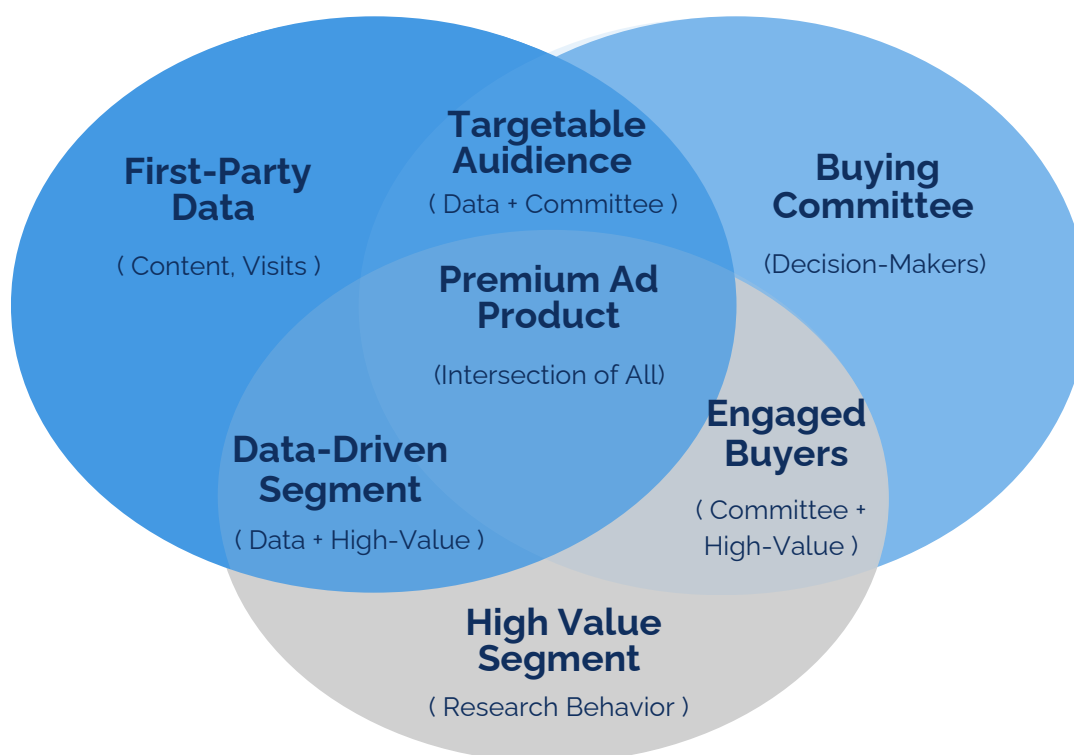 First-Party
Data
( Content, Visits )
Targetable
Auidience
( Data + Committee )
Buying
Committee
(Decision-Makers)
Premium Ad
Product
(Intersection of All)
Data-Driven
Segment
( Data + High-Value )
Engaged
Buyers
( Committee +
High-Value )
High Value
Segment
( Research Behavior )